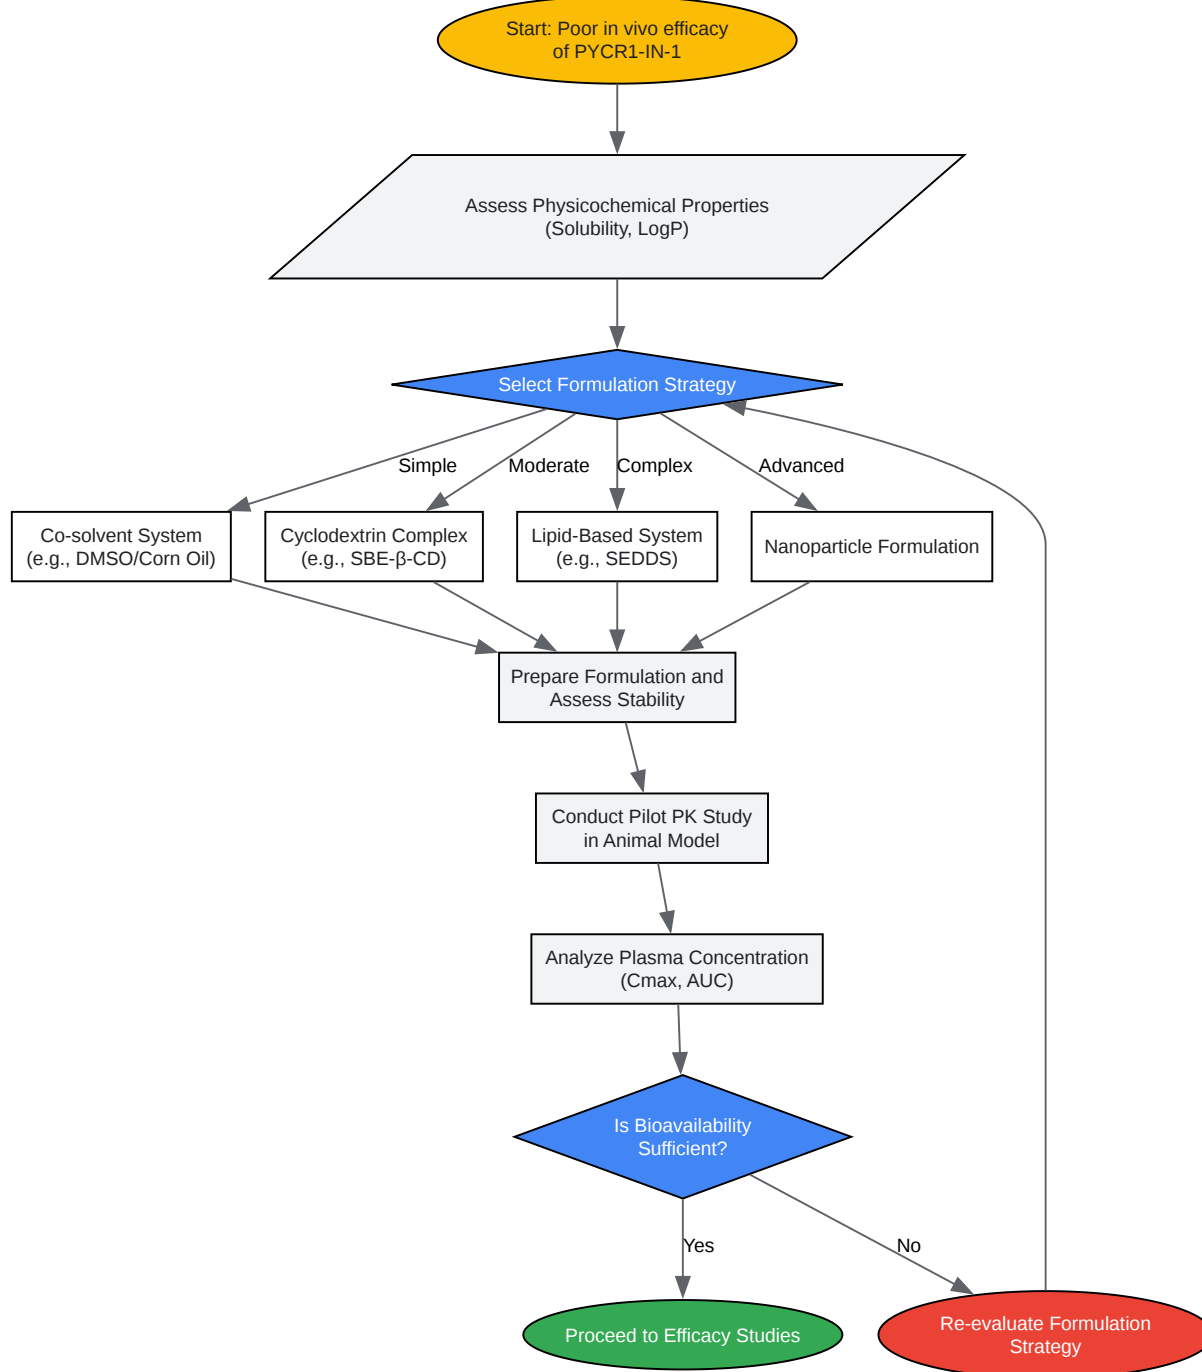 Start: Poor in vivo efficacy
of PYCR1-IN-1
Assess Physicochemical Properties
(Solubility, LogP)
Select Formulation Strategy
Simple
Moderate
Complex
Advanced
Co-solvent System
(e.g., DMSO/Corn Oil)
Cyclodextrin Complex
(e.g., SBE-β-CD)
Lipid-Based System
(e.g., SEDDS)
Nanoparticle Formulation
Prepare Formulation and
Assess Stability
Conduct Pilot PK Study
in Animal Model
Analyze Plasma Concentration
(Cmax, AUC)
Is Bioavailability
Sufficient?
Yes
No
Proceed to Efficacy Studies
Re-evaluate Formulation
Strategy